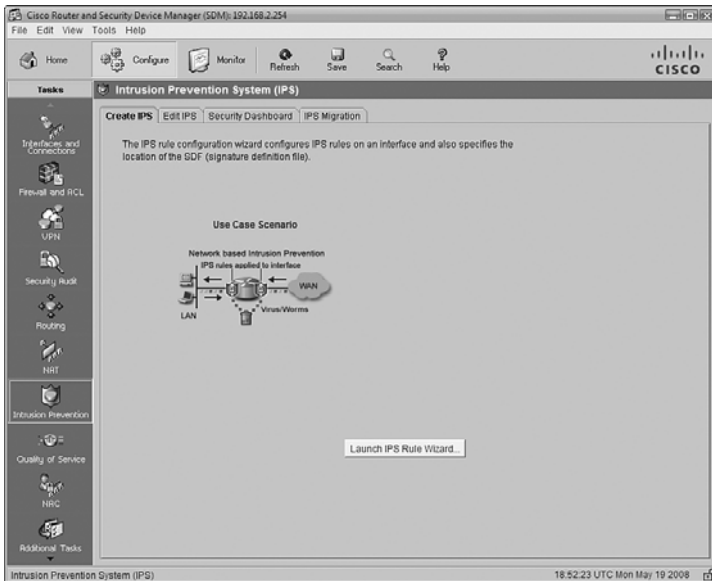 Cisco Router and Security Device Manager (SDM): 192.168.2.254
File Edit View Tools Help
Home
Configure
Monitor
Refresh
Save
Search
Help
CISCO
Tasks
Intrusion Prevention System (IPS)
Create IPS
Edit IPS
Security Dashboard
IPS Migration
Interfaces and
Connections
Firewall and ACL
VPN
Security Audit
Routing
NAT
Intrusion Prevention
Quality of Service
NAC
Additional Tasks
The IPS rule configuration wizard configures IPS rules on an interface and also specifies the
location of the SDF (signature definition file).
Use Case Scenario
Network based Intrusion Prevention
IPS rules applied to interface
WAN
LAN
Virus/Worms
Launch IPS Rule Wizard...
Intrusion Prevention System (IPS)
18:52:23 UTC Mon May 19 2008